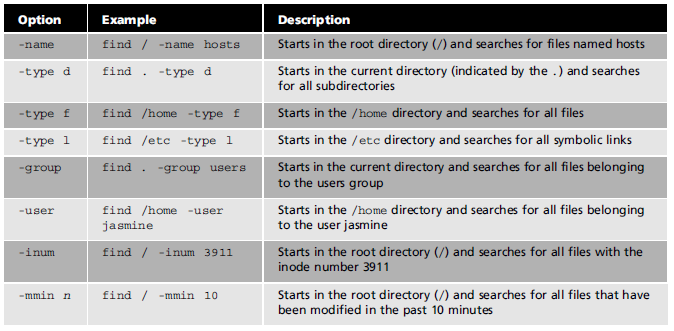 Option Example Description
-name find / -name hosts Starts in the root directory (/) and searches for files named hosts
-type d find . -type d Starts in the current directory (indicated by the .) and searches
for all subdirectories
-type f find /home -type f Starts in the /home directory and searches for all files
-type l find /etc -type l Starts in the /etc directory and searches for all symbolic links
-group find . -group users Starts in the current directory and searches for all files belonging
to the users group
-user find /home -user Starts in the /home directory and searches for all files belonging
jasmine to the user jasmine
-inum find / -inum 3911 Starts in the root directory (/) and searches for all files with the
inode number 3911
-mmin n find / -mmin 10 Starts in the root directory (/) and searches for all files that have
been modified in the past 10 minutes